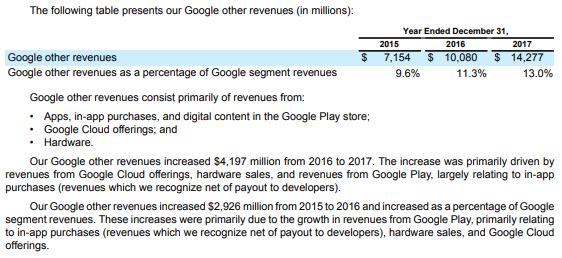 The following table presents our Google other revenues (in millions):
Year Ended December 31,
2015 2016 2017
Google other revenues $ 7,154 $ 10,080 $ 14,277
Google other revenues as a percentage of Google segment revenues 9.6% 11.3% 13.0%
Google other revenues consist primarily of revenues from:
• Apps, in-app purchases, and digital content in the Google Play store;
• Google Cloud offerings; and
• Hardware.
Our Google other revenues increased $4,197 million from 2016 to 2017. The increase was primarily driven by
revenues from Google Cloud offerings, hardware sales, and revenues from Google Play, largely relating to in-app
purchases (revenues which we recognize net of payout to developers).
Our Google other revenues increased $2,926 million from 2015 to 2016 and increased as a percentage of Google
segment revenues. These increases were primarily due to the growth in revenues from Google Play, primarily relating
to in-app purchases (revenues which we recognize net of payout to developers), hardware sales, and Google Cloud
offerings.